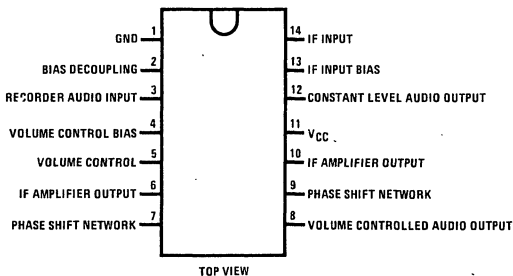 GND 1
BIAS DECOUPLING 2
RECORDER AUDIO INPUT 3
VOLUME CONTROL BIAS 4
VOLUME CONTROL 5
IF AMPLIFIER OUTPUT 6
PHASE SHIFT NETWORK 7
14 IF INPUT
13 IF INPUT BIAS
12 CONSTANT LEVEL AUDIO OUTPUT
11 VCC
10 IF AMPLIFIER OUTPUT
9 PHASE SHIFT NETWORK
8 VOLUME CONTROLLED AUDIO OUTPUT
TOP VIEW